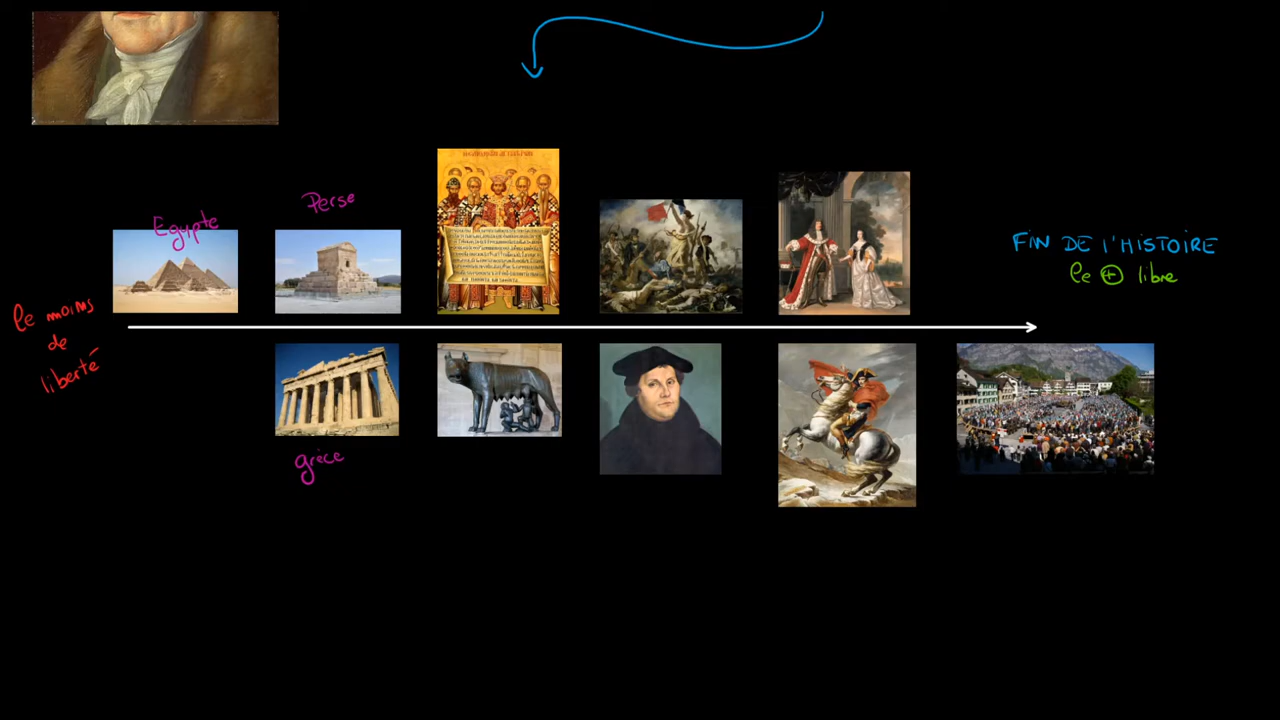 Egypte
Perse
FIN DE l'HISTOIRE
le + libre
le moins
de
liberté
grèce